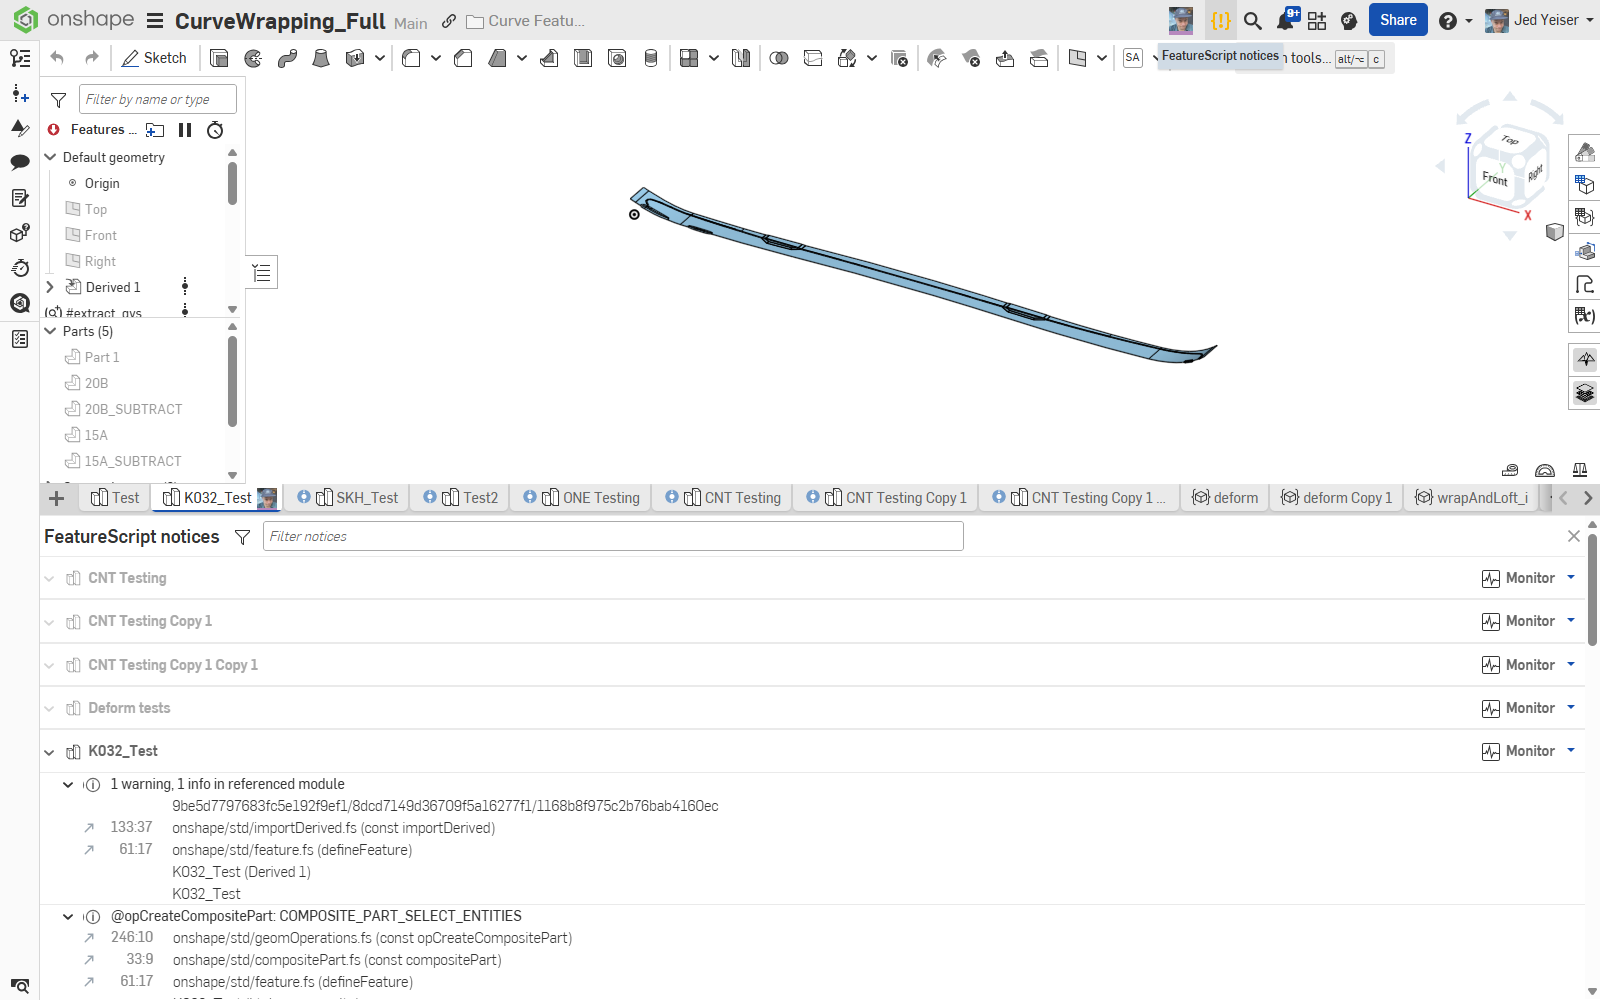 onshape
CurveWrapping_Full
Main
Curve Featu...
9+
Share
Jed Yeiser
Sketch
SA
FeatureScript notices
tools...
alt/⌥
c
Filter by name or type
Features ...
Default geometry
Origin
Top
Front
Right
Derived 1
Parts (5)
Part 1
20B
20B_SUBTRACT
15A
15A_SUBTRACT
Z
Top
Front
Right
Y
X
Test
K032_Test
SKH_Test
Test2
ONE Testing
CNT Testing
CNT Testing Copy 1
CNT Testing Copy 1 ...
deform
deform Copy 1
wrapAndLoft_i
FeatureScript notices
Filter notices
CNT Testing
Monitor
CNT Testing Copy 1
Monitor
CNT Testing Copy 1 Copy 1
Monitor
Deform tests
Monitor
K032_Test
Monitor
1 warning, 1 info in referenced module
9be5d7797683fc5e192f9ef1/8dcd7149d36709f5a16277f1/1168b8f975c2b76bab4160ec
133:37 onshape/std/importDerived.fs (const importDerived)
61:17 onshape/std/feature.fs (defineFeature)
K032_Test (Derived 1)
K032_Test
@opCreateCompositePart: COMPOSITE_PART_SELECT_ENTITIES
246:10 onshape/std/geomOperations.fs (const opCreateCompositePart)
33:9 onshape/std/compositePart.fs (const compositePart)
61:17 onshape/std/feature.fs (defineFeature)